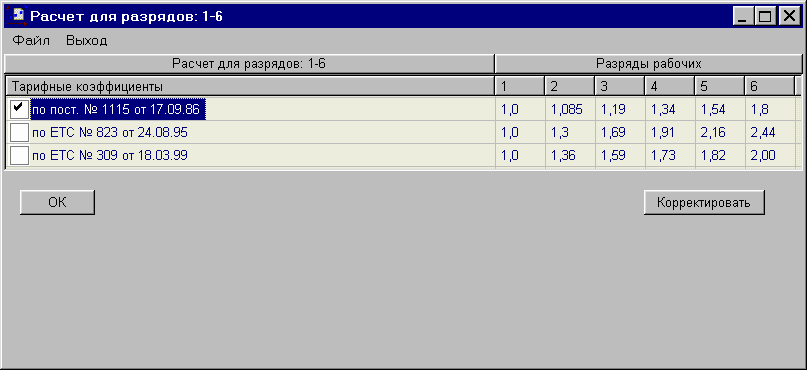 Расчет для разрядов: 1-6
Файл Выход
Расчет для разрядов: 1-6 Разряды рабочих
Тарифные коэффициенты 1 2 3 4 5 6
по пост. № 1115 от 17.09.86 1,0 1,085 1,19 1,34 1,54 1,8
по ЕТС № 823 от 24.08.95 1,0 1,3 1,69 1,91 2,16 2,44
по ЕТС № 309 от 18.03.99 1,0 1,36 1,59 1,73 1,82 2,00
ОК Корректировать